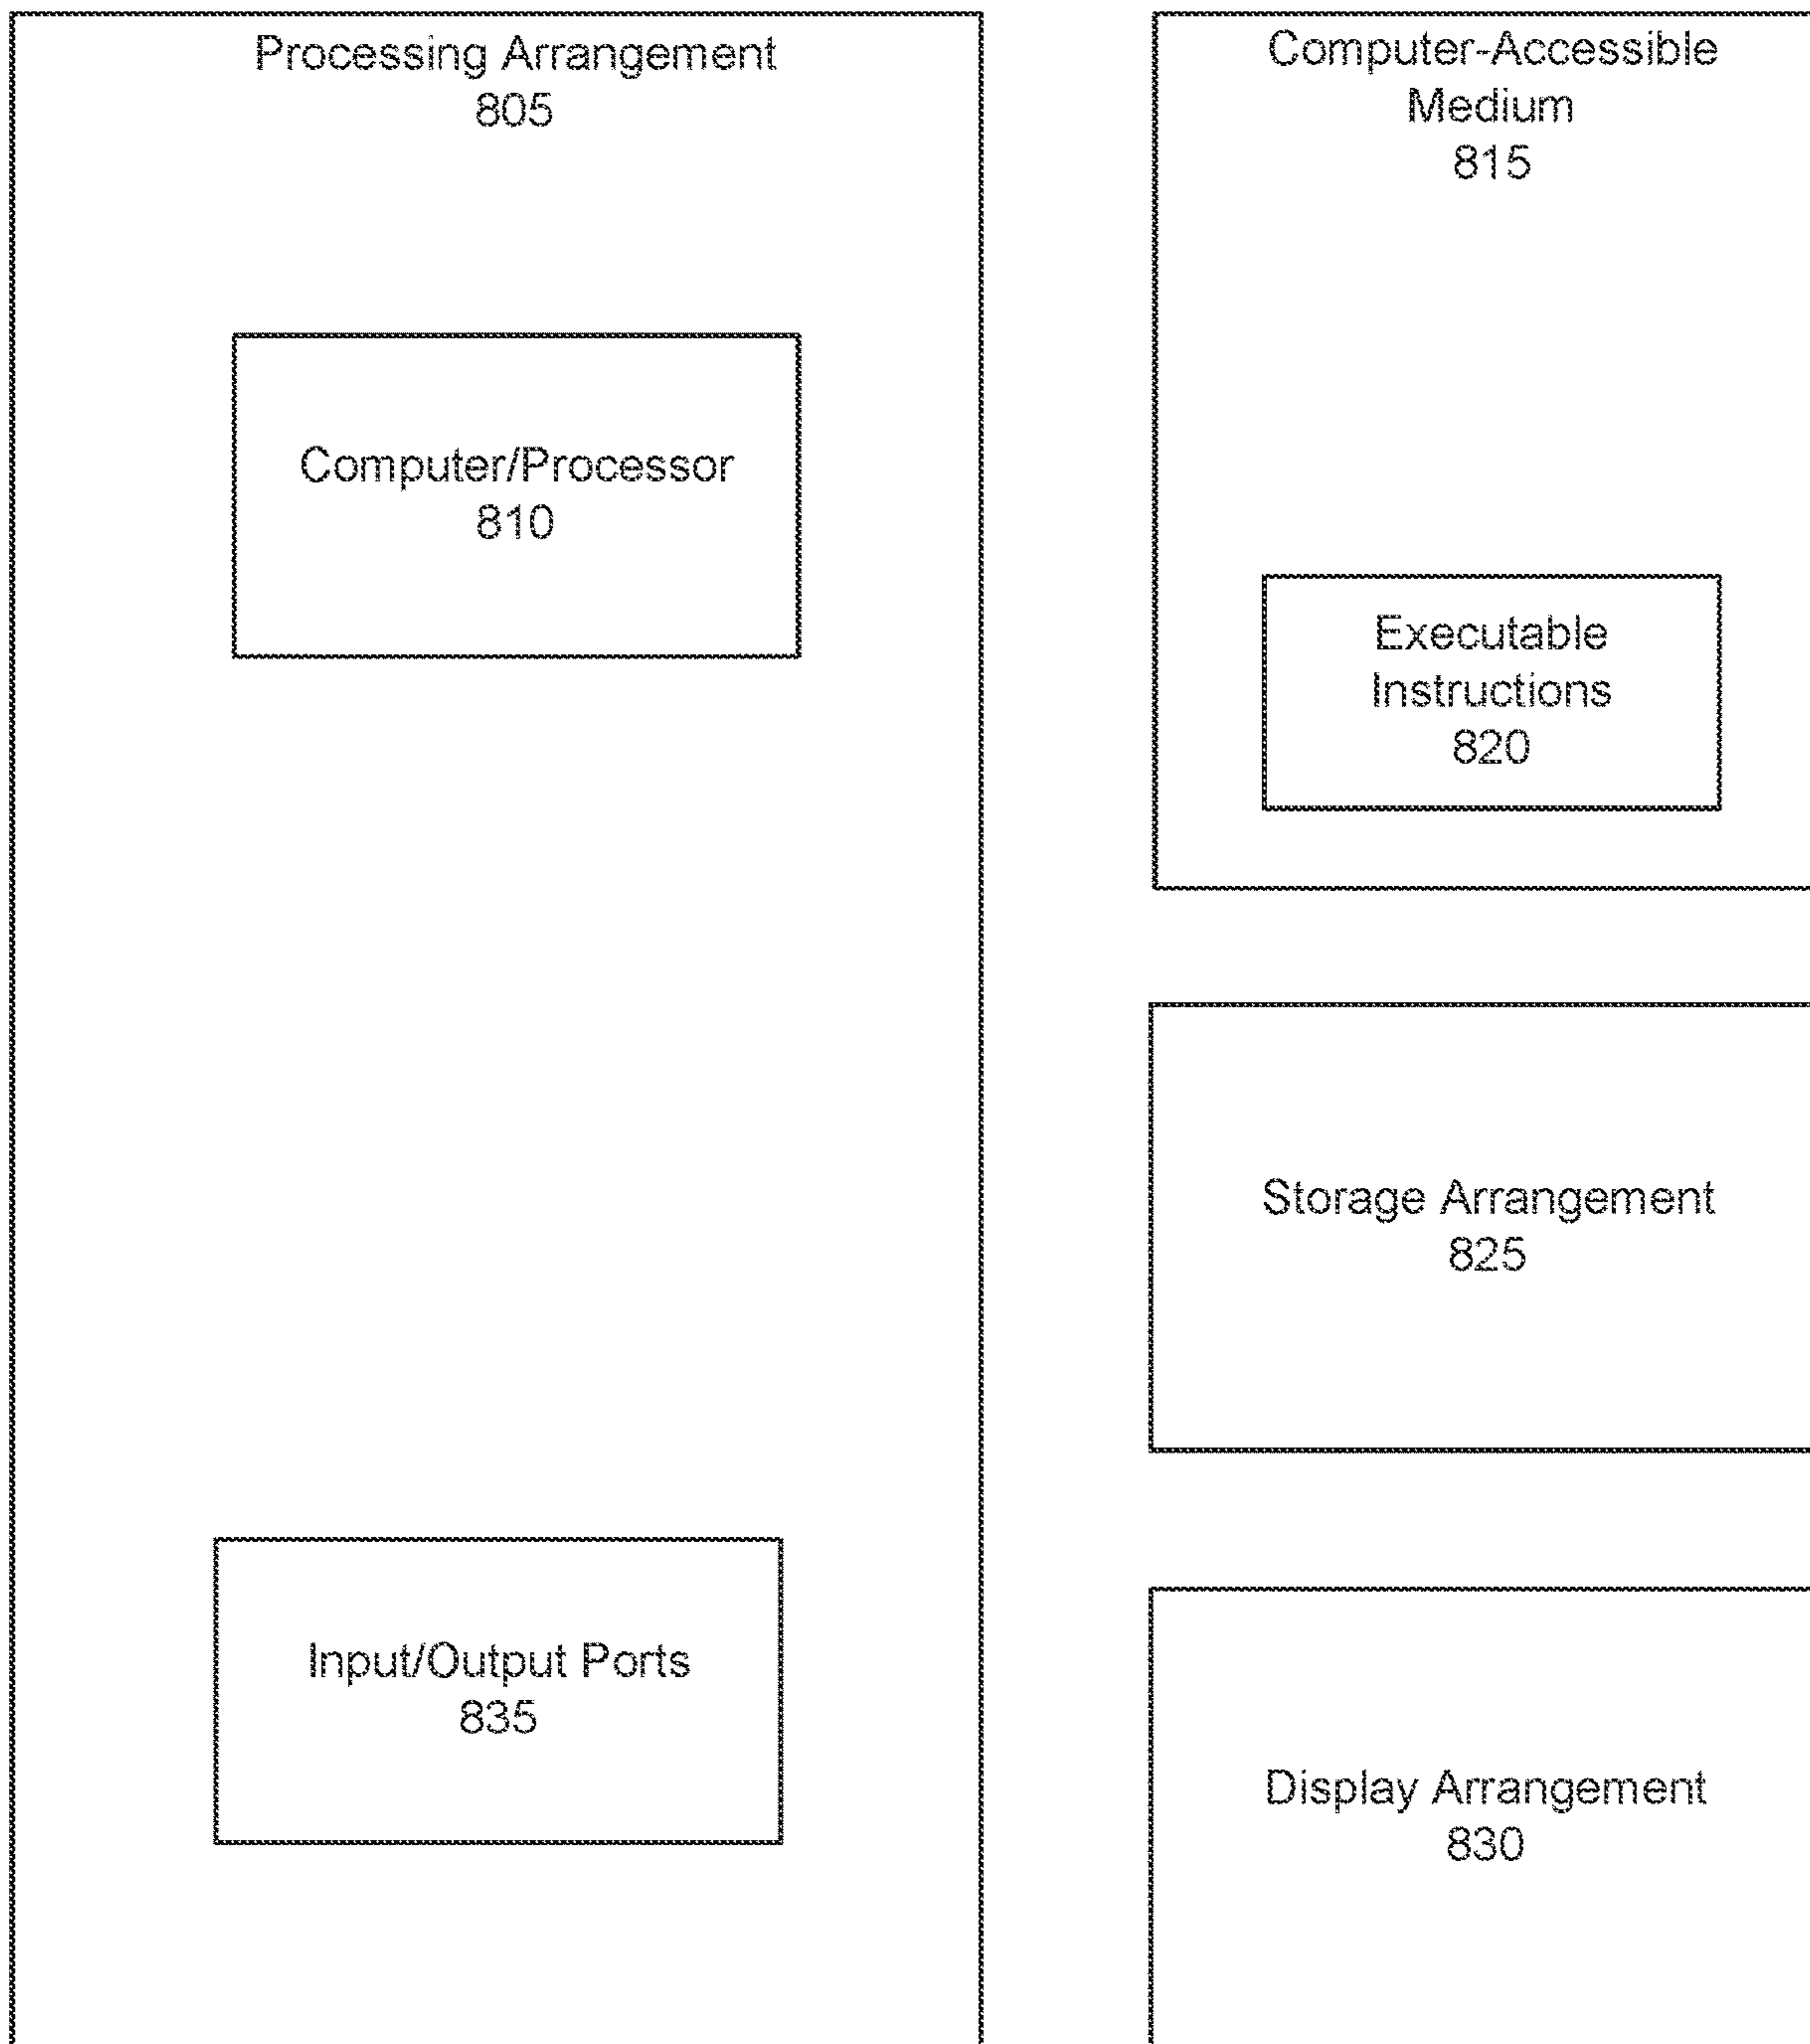 Processing Arrangement
805
Computer/Processor
810
Input/Output Ports
835
Computer-Accessible
Medium
815
Executable
Instructions
820
Storage Arrangement
825
Display Arrangement
830